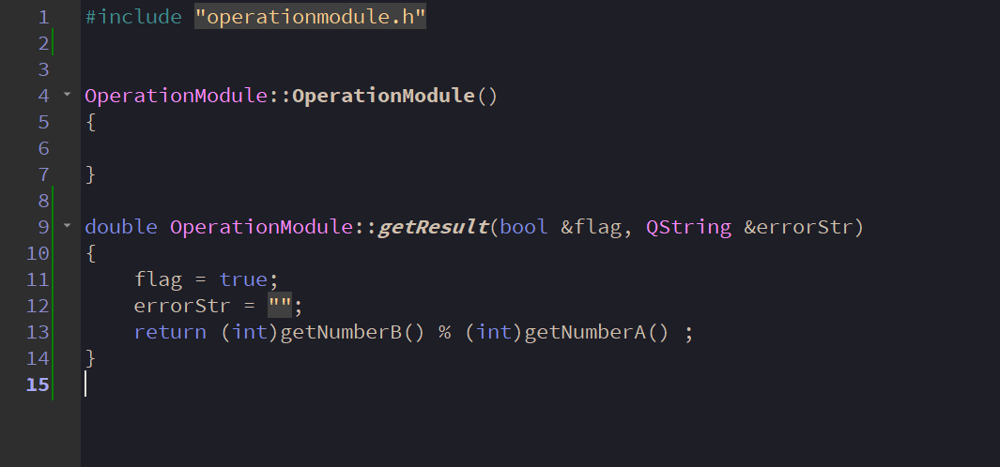 1 #include "operationmodule.h"
2
3
4 OperationModule::OperationModule()
5 {
6
7 }
8
9 double OperationModule::getResult(bool &flag, QString &errorStr)
10 {
11     flag = true;
12     errorStr = "";
13     return (int)getNumberB() % (int)getNumberA() ;
14 }
15